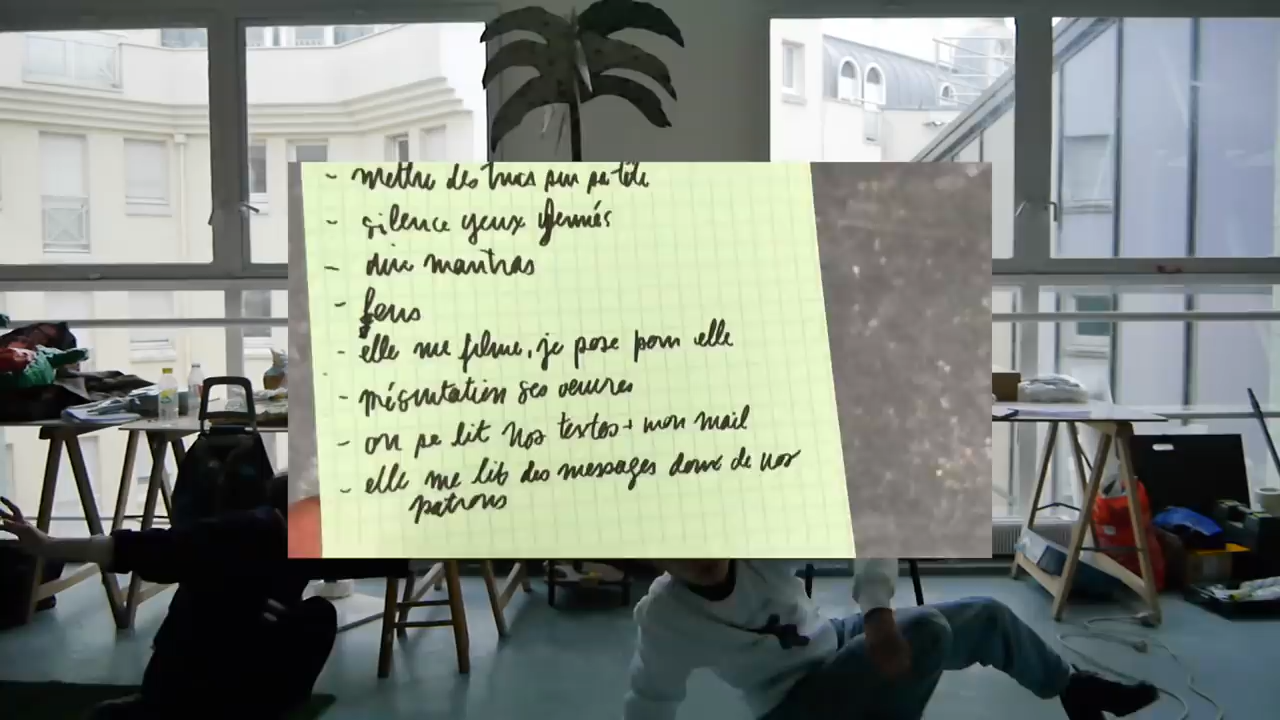 - mettre des trucs sur sa tête
- silence yeux fermés
- dire mantras
- feus
- elle me filme, je pose pour elle
- présentation ses oeuvres
- on se lit nos textos + mon mail
- elle me lit des messages doux de nos
patrons